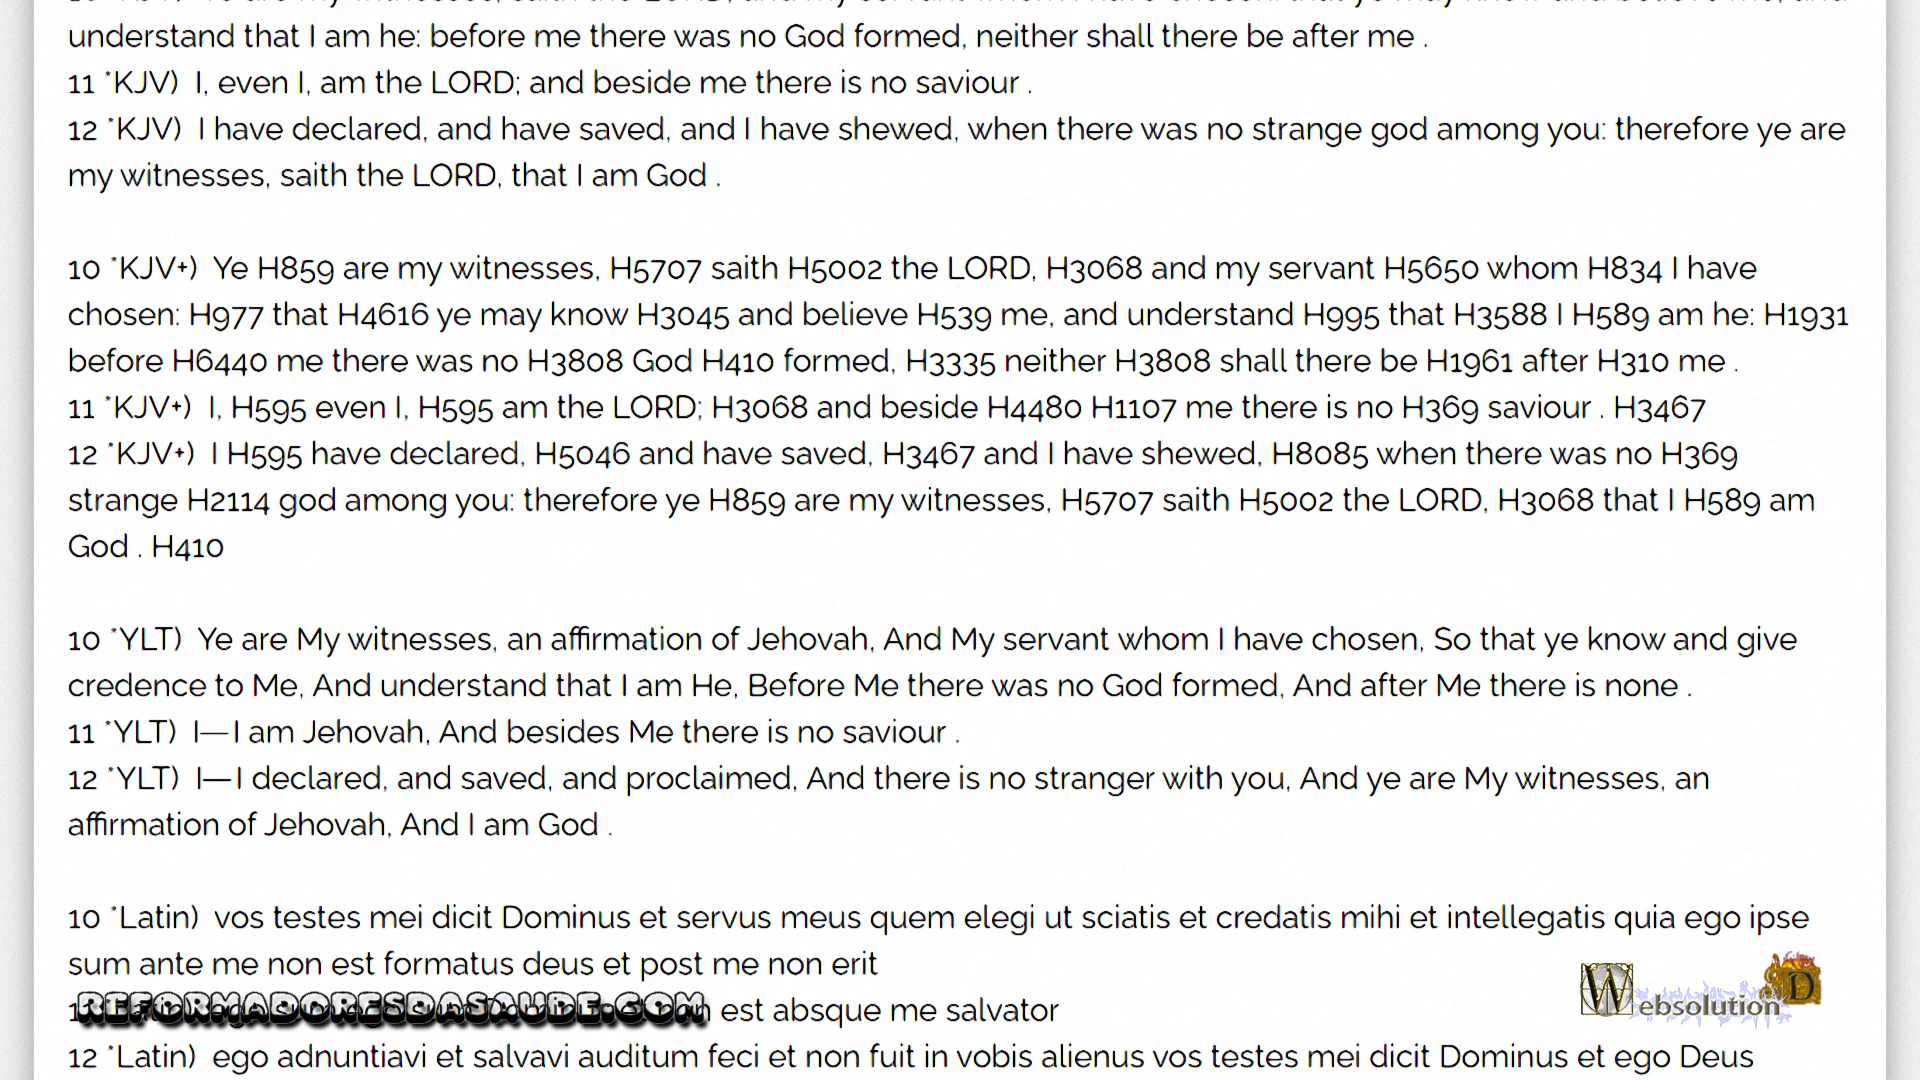 understand that I am he: before me there was no God formed, neither shall there be after me .
11 *KJV)  I, even I, am the LORD; and beside me there is no saviour .
12 *KJV)  I have declared, and have saved, and I have shewed, when there was no strange god among you: therefore ye are
my witnesses, saith the LORD, that I am God .
10 *KJV+)  Ye H859 are my witnesses, H5707 saith H5002 the LORD, H3068 and my servant H5650 whom H834 I have
chosen: H977 that H4616 ye may know H3045 and believe H539 me, and understand H995 that H3588 I H589 am he: H1931
before H6440 me there was no H3808 God H410 formed, H3335 neither H3808 shall there be H1961 after H310 me .
11 *KJV+)  I, H595 even I, H595 am the LORD; H3068 and beside H4480 H1107 me there is no H369 saviour . H3467
12 *KJV+)  I H595 have declared, H5046 and have saved, H3467 and I have shewed, H8085 when there was no H369
strange H2114 god among you: therefore ye H859 are my witnesses, H5707 saith H5002 the LORD, H3068 that I H589 am
God . H410
10 *YLT)  Ye are My witnesses, an affirmation of Jehovah, And My servant whom I have chosen, So that ye know and give
credence to Me, And understand that I am He, Before Me there was no God formed, And after Me there is none .
11 *YLT)  I—I am Jehovah, And besides Me there is no saviour .
12 *YLT)  I—I declared, and saved, and proclaimed, And there is no stranger with you, And ye are My witnesses, an
affirmation of Jehovah, And I am God .
10 *Latin)  vos testes mei dicit Dominus et servus meus quem elegi ut sciatis et credatis mihi et intellegatis quia ego ipse
sum ante me non est formatus deus et post me non erit
est absque me salvator
REFORMADORESDASAUDE.COM
Websolution D
12 *Latin)  ego adnuntiavi et salvavi auditum feci et non fuit in vobis alienus vos testes mei dicit Dominus et ego Deus